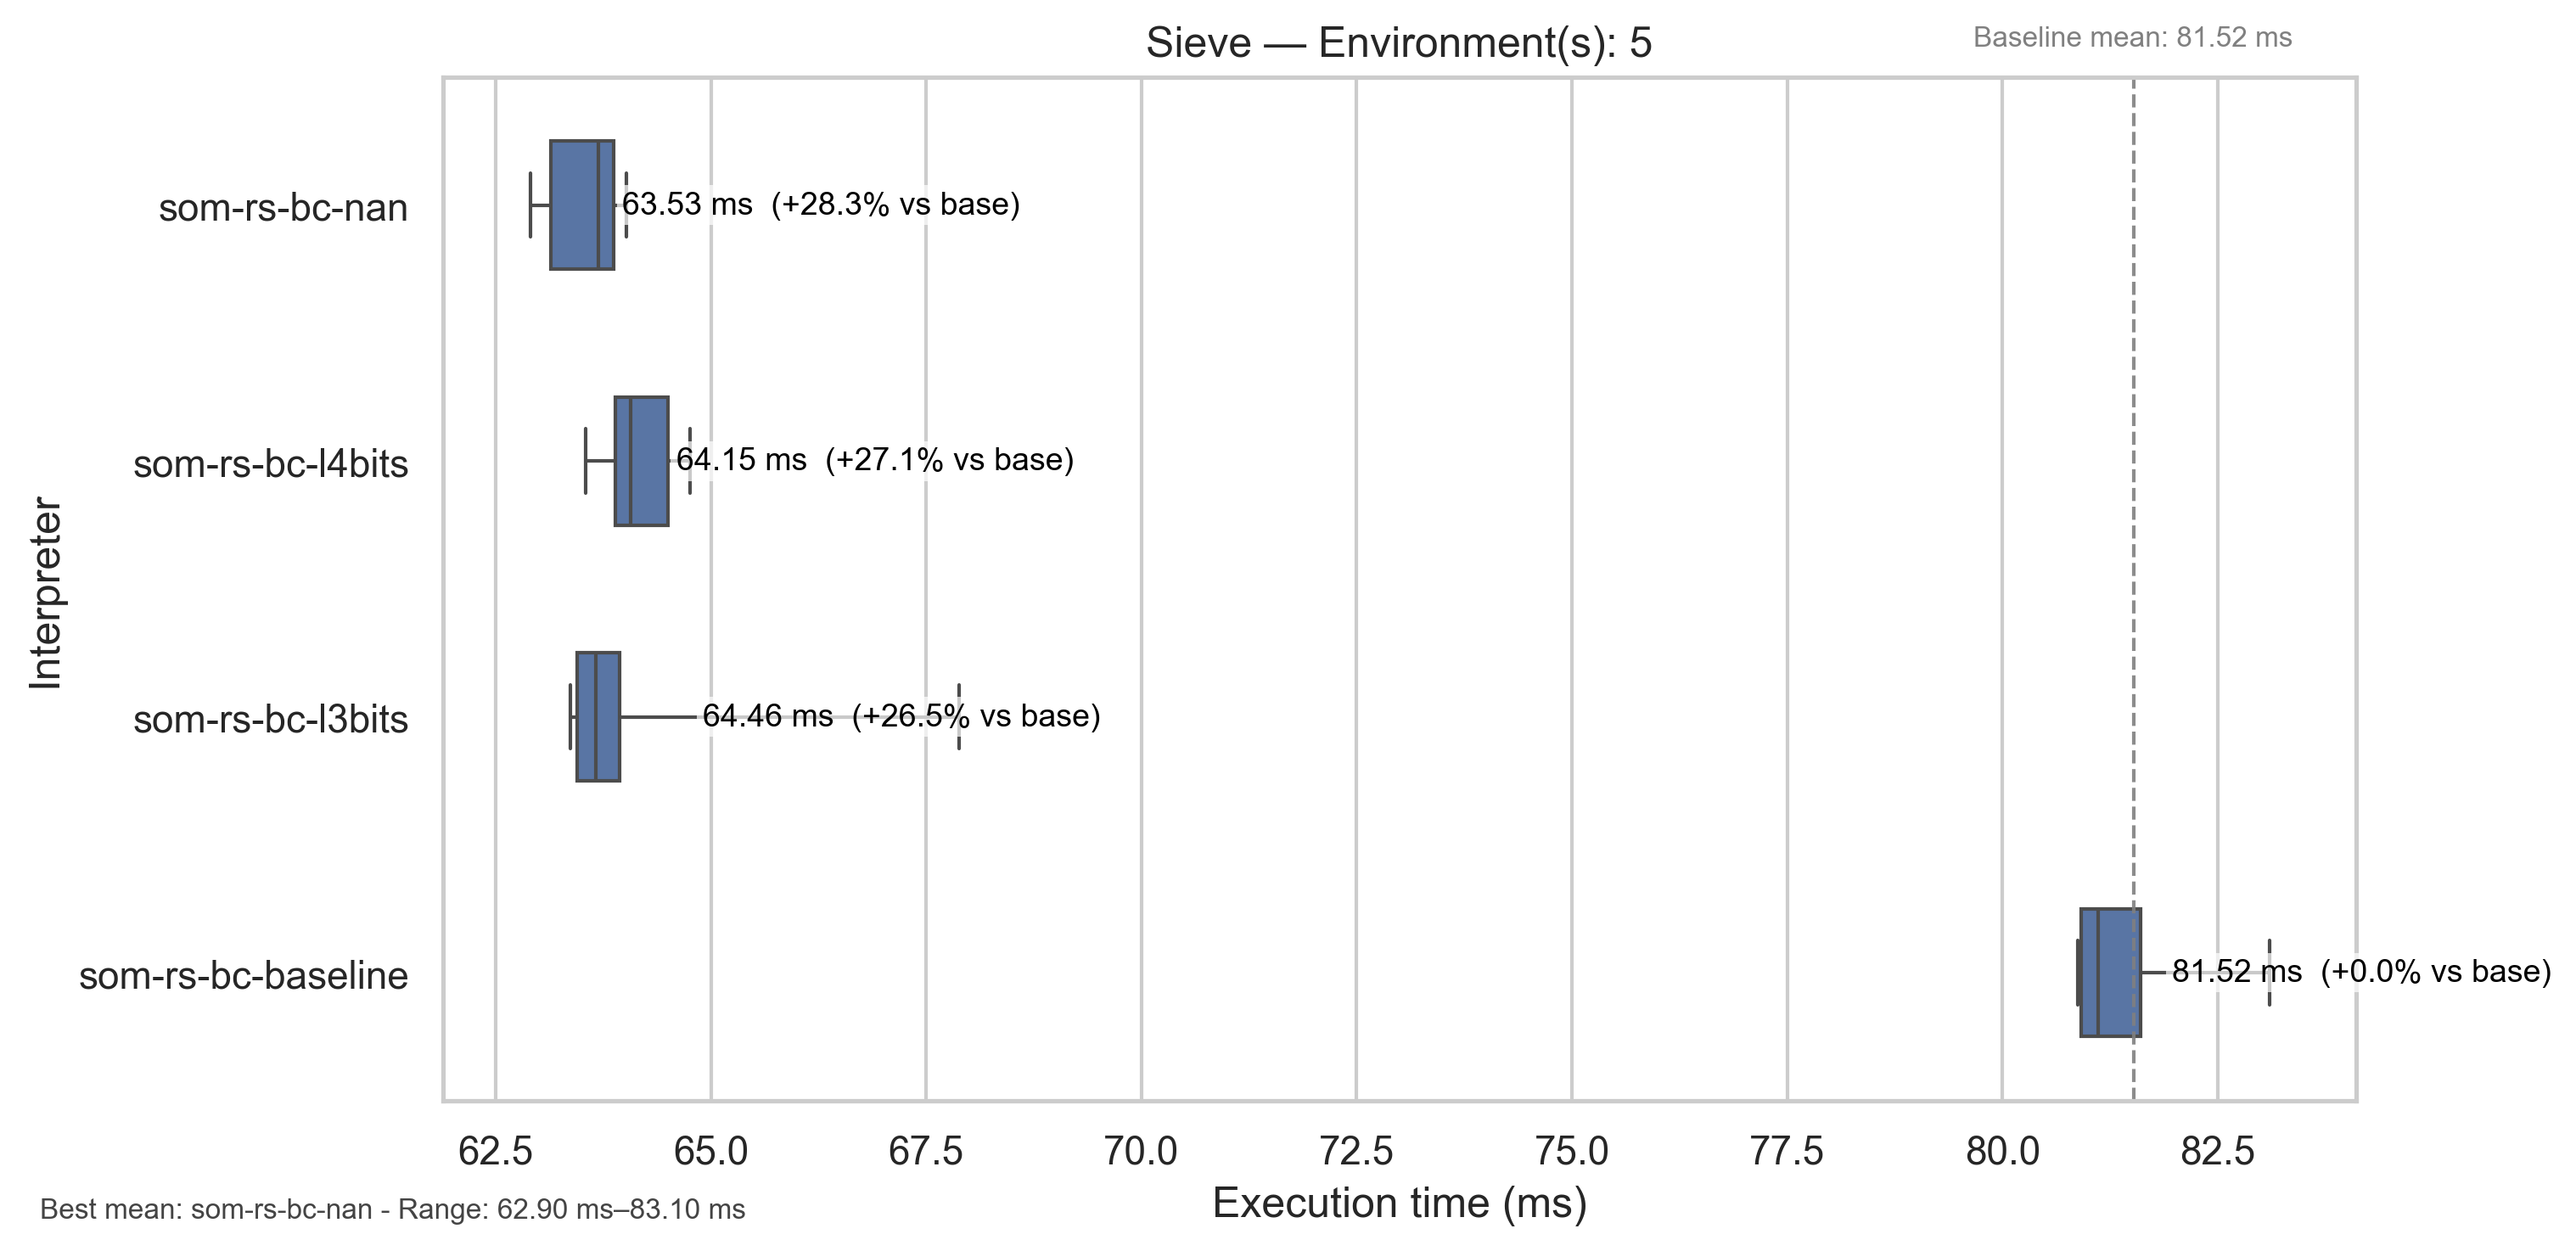 Sieve — Environment(s): 5
Baseline mean: 81.52 ms
Interpreter
som-rs-bc-nan
63.53 ms (+28.3% vs base)
som-rs-bc-l4bits
64.15 ms (+27.1% vs base)
som-rs-bc-l3bits
64.46 ms (+26.5% vs base)
som-rs-bc-baseline
81.52 ms (+0.0% vs base)
62.5 65.0 67.5 70.0 72.5 75.0 77.5 80.0 82.5
Execution time (ms)
Best mean: som-rs-bc-nan - Range: 62.90 ms–83.10 ms